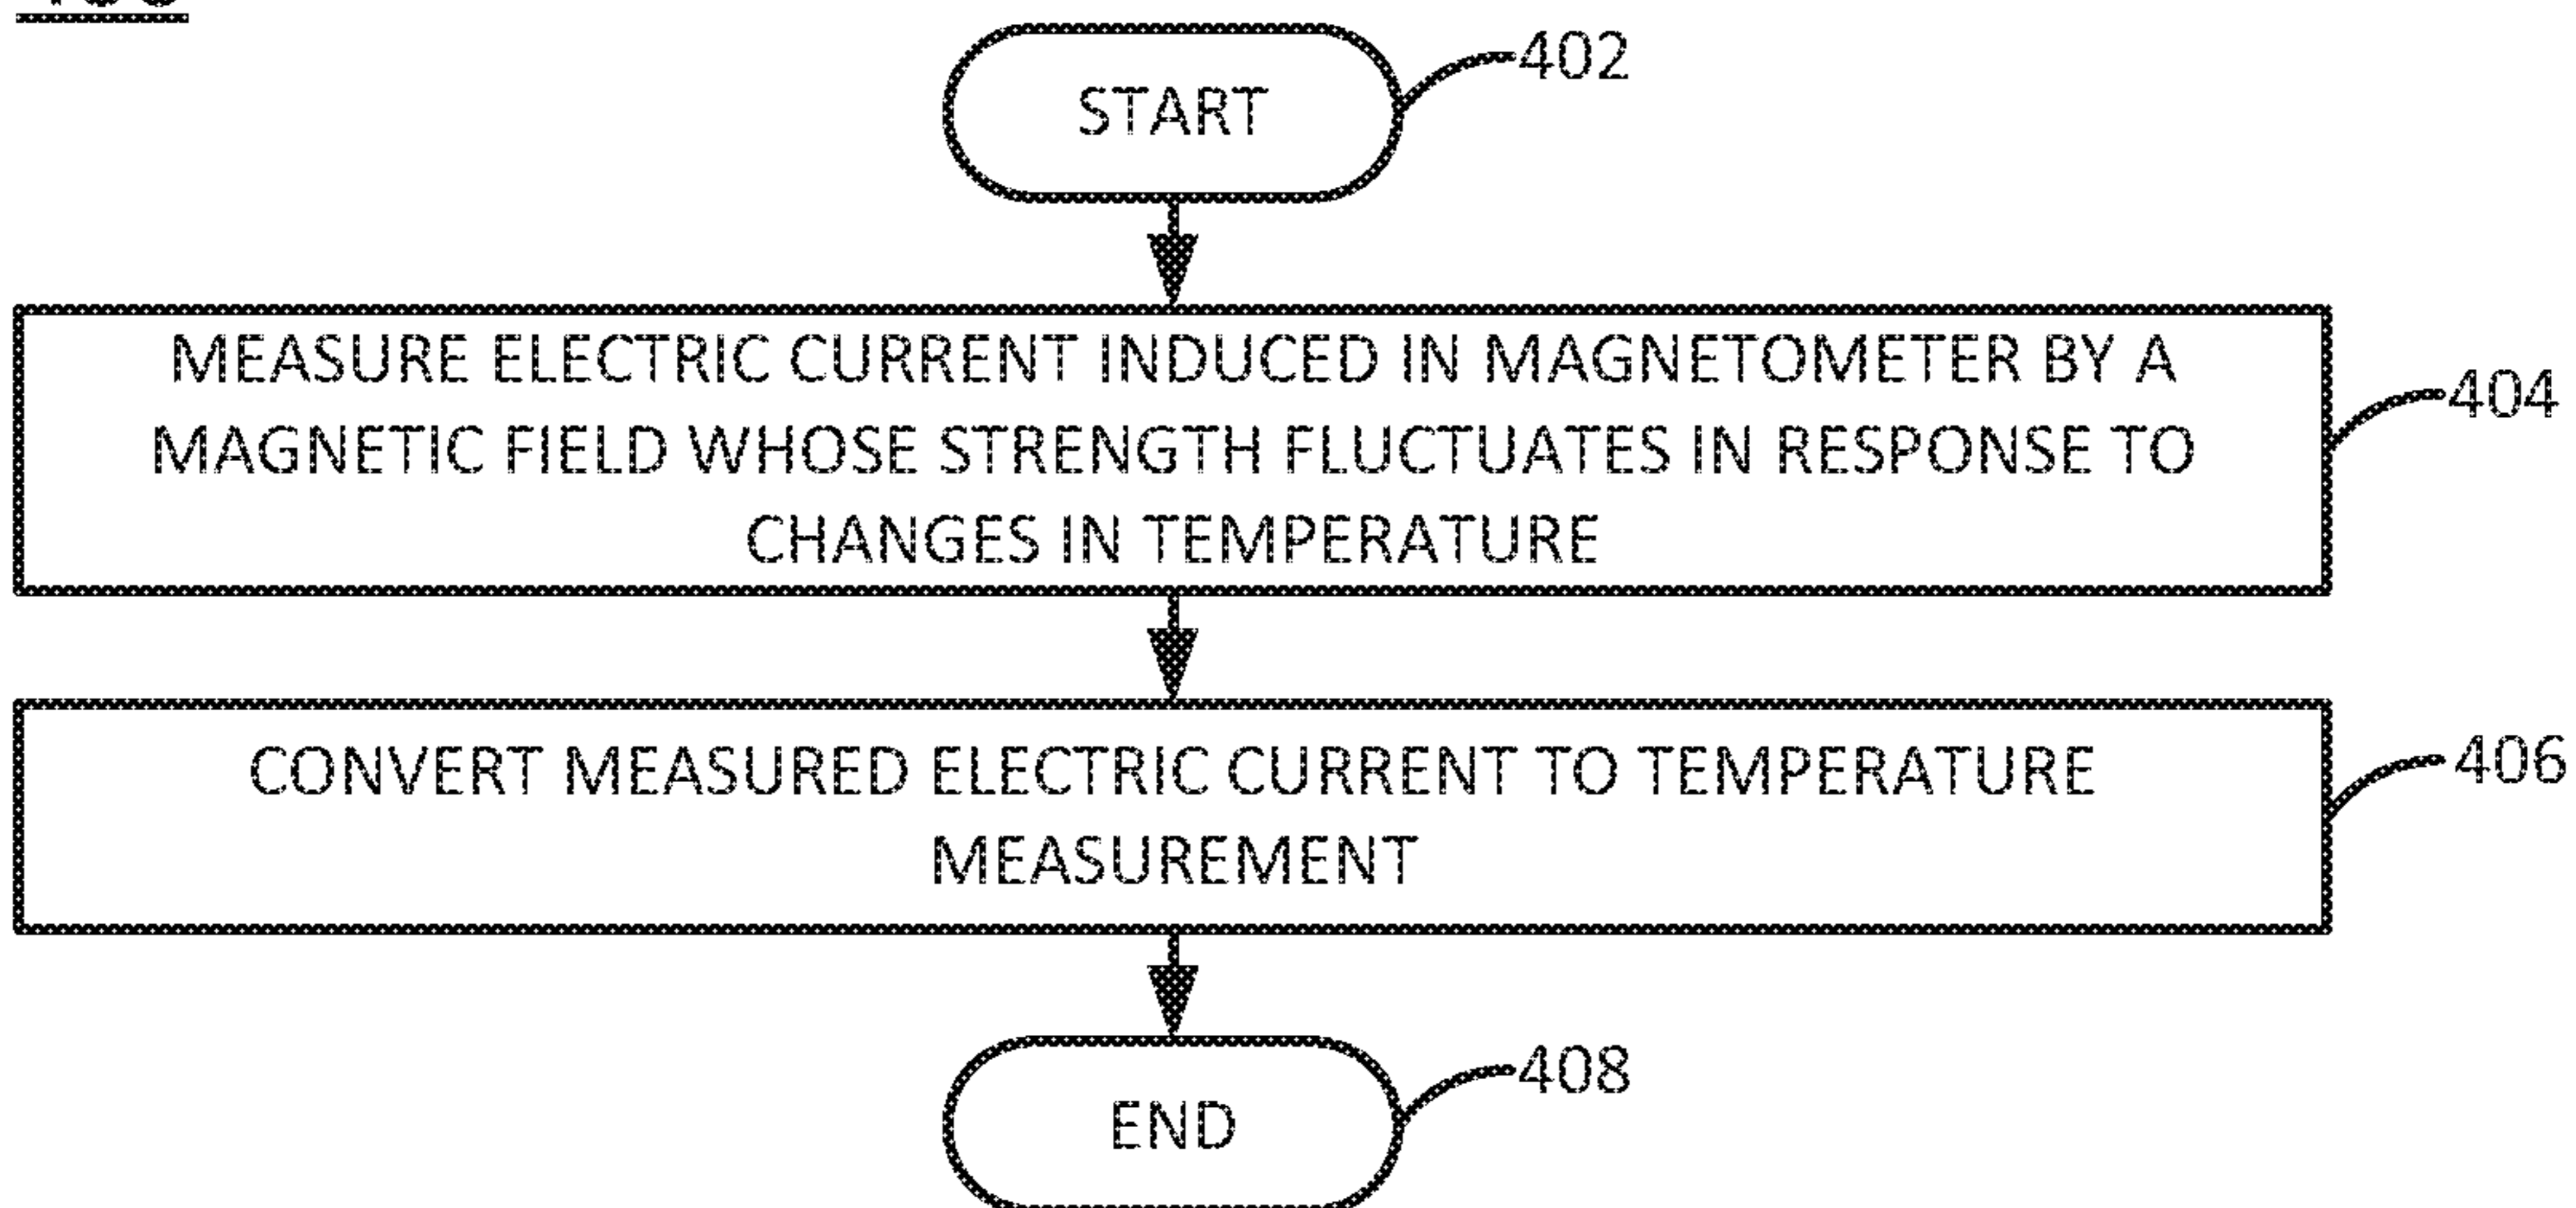 402
START
MEASURE ELECTRIC CURRENT INDUCED IN MAGNETOMETER BY A
MAGNETIC FIELD WHOSE STRENGTH FLUCTUATES IN RESPONSE TO
CHANGES IN TEMPERATURE
404
CONVERT MEASURED ELECTRIC CURRENT TO TEMPERATURE
MEASUREMENT
406
408
END